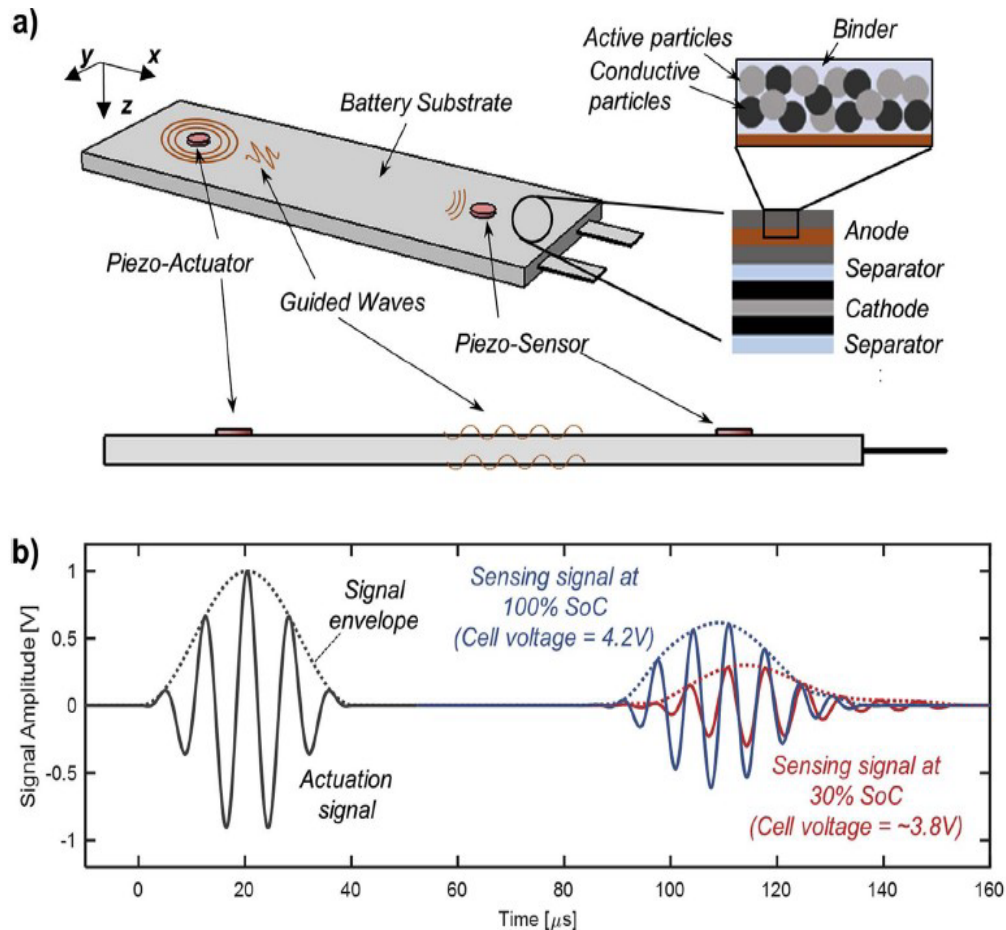 a)
y
x
z
Battery Substrate
Active particles
Conductive
particles
Binder
Piezo-Actuator
Guided Waves
Piezo-Sensor
Anode
Separator
Cathode
Separator
b)
Signal Amplitude [V]
1
0.5
0
-0.5
-1
Signal
envelope
Actuation
signal
Sensing signal at
100% SoC
(Cell voltage = 4.2V)
Sensing signal at
30% SoC
(Cell voltage = ~3.8V)
0
20
40
60
80
100
120
140
160
Time [μs]